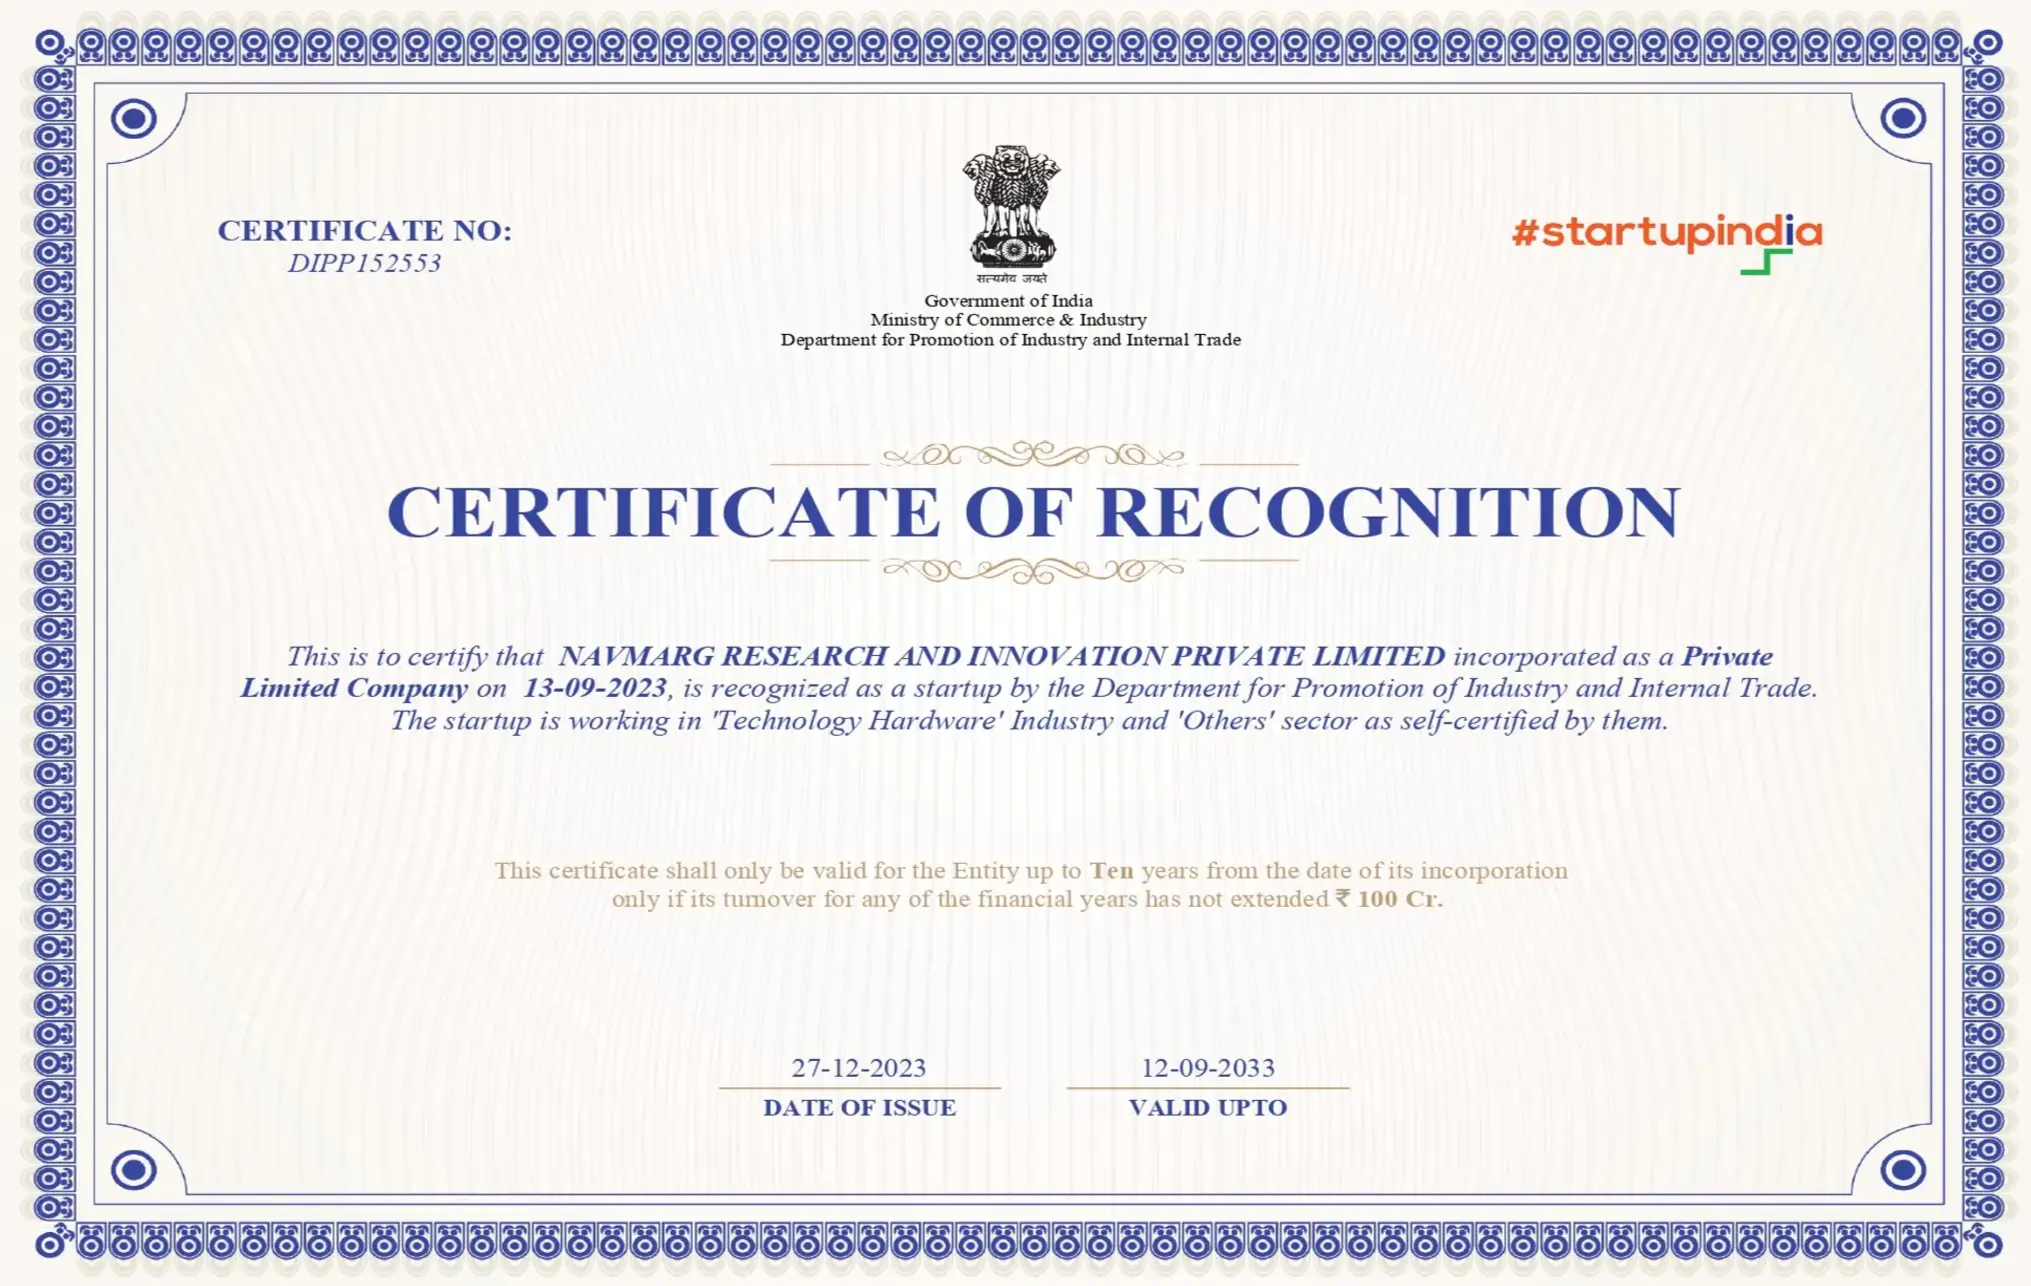 CERTIFICATE NO:
DIPP152553
सत्यमेव जयते
Government of India
Ministry of Commerce & Industry
Department for Promotion of Industry and Internal Trade
#startupindia
CERTIFICATE OF RECOGNITION
This is to certify that NAVMARG RESEARCH AND INNOVATION PRIVATE LIMITED incorporated as a Private
Limited Company on 13-09-2023, is recognized as a startup by the Department for Promotion of Industry and Internal Trade.
The startup is working in 'Technology Hardware' Industry and 'Others' sector as self-certified by them.
This certificate shall only be valid for the Entity up to Ten years from the date of its incorporation
only if its turnover for any of the financial years has not extended ₹ 100 Cr.
27-12-2023
DATE OF ISSUE
12-09-2033
VALID UPTO